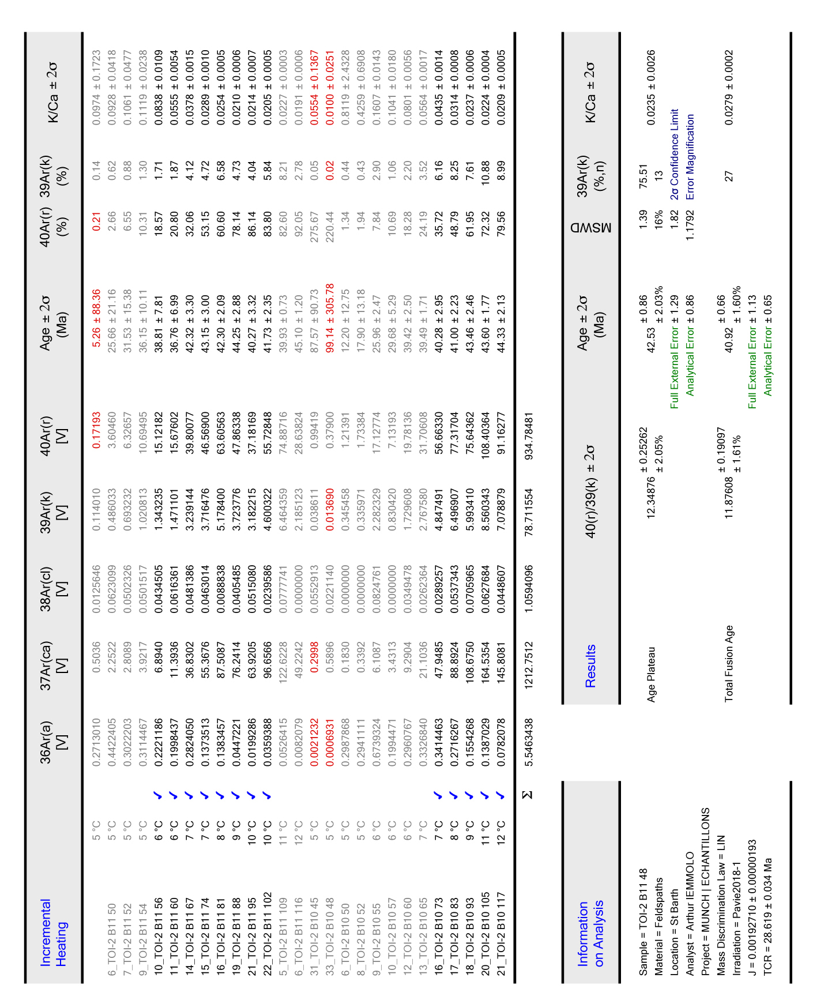 Incremental Heating 36Ar(a) [V] 37Ar(ca) [V] 38Ar(cl) [V] 39Ar(k) [V] 40Ar(r) [V] Age ± 2σ (Ma) 40Ar(r) (%) 39Ar(k) (%) K/Ca ± 2σ
5 °C 0.2713010 0.5036 0.0125646 0.114010 0.17193 5.26 ± 88.36 0.21 0.14 0.0974 ± 0.1723
6_TOI-2 B11 50 5 °C 0.4422405 2.2522 0.0623099 0.486033 3.60460 25.66 ± 21.16 2.66 0.62 0.0928 ± 0.0418
7_TOI-2 B11 52 5 °C 0.3022203 2.8089 0.0502326 0.693232 6.32657 31.53 ± 15.38 6.55 0.88 0.1061 ± 0.0477
9_TOI-2 B11 54 5 °C 0.3114467 3.9217 0.0501517 1.020813 10.69495 36.15 ± 10.11 10.31 1.30 0.1119 ± 0.0238
10_TOI-2 B11 56 6 °C ✓ 0.2221186 6.8940 0.0434505 1.343235 15.12182 38.81 ± 7.81 18.57 1.71 0.0838 ± 0.0109
11_TOI-2 B11 60 6 °C ✓ 0.1998437 11.3936 0.0616361 1.471101 15.67602 36.76 ± 6.99 20.80 1.87 0.0555 ± 0.0054
14_TOI-2 B11 67 7 °C ✓ 0.2824050 36.8302 0.0481386 3.239144 39.80077 42.32 ± 3.30 32.06 4.12 0.0378 ± 0.0015
15_TOI-2 B11 74 7 °C ✓ 0.1373513 55.3676 0.0463014 3.716476 46.56900 43.15 ± 3.00 53.15 4.72 0.0289 ± 0.0010
16_TOI-2 B11 81 8 °C ✓ 0.1383457 87.5087 0.0088838 5.178400 63.60563 42.30 ± 2.09 60.60 6.58 0.0254 ± 0.0005
19_TOI-2 B11 88 9 °C ✓ 0.0447221 76.2414 0.0405485 3.723776 47.86338 44.25 ± 2.88 78.14 4.73 0.0210 ± 0.0006
21_TOI-2 B11 95 10 °C ✓ 0.0199286 63.9205 0.0515080 3.182215 37.18169 40.27 ± 3.32 86.14 4.04 0.0214 ± 0.0007
22_TOI-2 B11 102 10 °C ✓ 0.0359388 96.6566 0.0239586 4.600322 55.72848 41.73 ± 2.35 83.80 5.84 0.0205 ± 0.0005
5_TOI-2 B11 109 11 °C 0.0526415 122.6228 0.0777741 6.464359 74.88716 39.93 ± 0.73 82.60 8.21 0.0227 ± 0.0003
6_TOI-2 B11 116 12 °C 0.0082079 49.2242 0.0000000 2.185123 28.63824 45.10 ± 1.20 92.05 2.78 0.0191 ± 0.0006
31_TOI-2 B10 45 5 °C 0.0021232 0.2998 0.0552913 0.038611 0.99419 87.57 ± 90.73 275.67 0.05 0.0554 ± 0.1367
33_TOI-2 B10 48 5 °C 0.0006931 0.5896 0.0221140 0.013690 0.37900 99.14 ± 305.78 220.44 0.02 0.0100 ± 0.0251
6_TOI-2 B10 50 5 °C 0.2987868 0.1830 0.0000000 0.345458 1.21391 12.20 ± 12.75 1.34 0.44 0.8119 ± 2.4328
8_TOI-2 B10 52 5 °C 0.2941111 0.3392 0.0000000 0.335971 1.73384 17.90 ± 13.18 1.94 0.43 0.4259 ± 0.6908
9_TOI-2 B10 55 6 °C 0.6739324 6.1087 0.0824761 2.282329 17.12774 25.96 ± 2.47 7.84 2.90 0.1607 ± 0.0143
10_TOI-2 B10 57 6 °C 0.1994471 3.4313 0.0000000 0.830420 7.13193 29.68 ± 5.29 10.69 1.06 0.1041 ± 0.0180
12_TOI-2 B10 60 6 °C 0.2960767 9.2904 0.0349478 1.729608 19.78136 39.42 ± 2.50 18.28 2.20 0.0801 ± 0.0056
13_TOI-2 B10 65 7 °C 0.3326840 21.1036 0.0262364 2.767580 31.70608 39.49 ± 1.71 24.19 3.52 0.0564 ± 0.0017
16_TOI-2 B10 73 7 °C ✓ 0.3414463 47.9485 0.0289257 4.847491 56.66330 40.28 ± 2.95 35.72 6.16 0.0435 ± 0.0014
17_TOI-2 B10 83 8 °C ✓ 0.2716267 88.8924 0.0537343 6.496907 77.31704 41.00 ± 2.23 48.79 8.25 0.0314 ± 0.0008
18_TOI-2 B10 93 9 °C ✓ 0.1554268 108.6750 0.0705965 5.993410 75.64362 43.46 ± 2.46 61.95 7.61 0.0237 ± 0.0006
20_TOI-2 B10 105 11 °C ✓ 0.1387029 164.5354 0.0627684 8.560343 108.40364 43.60 ± 1.77 72.32 10.88 0.0224 ± 0.0004
21_TOI-2 B10 117 12 °C ✓ 0.0782078 145.8081 0.0448607 7.078879 91.16277 44.33 ± 2.13 79.56 8.99 0.0209 ± 0.0005
Σ 5.5463438 1212.7512 1.0594096 78.711554 934.78481
Information on Analysis
Sample = TOI-2 B11 48
Material = Feldspaths
Location = St Barth
Analyst = Arthur IEMMOLO
Project = MUNCH | ECHANTILLONS
Mass Discrimination Law = LIN
Irradiation = Pavie2018-1
J = 0.00192710 ± 0.00000193
TCR = 28.619 ± 0.034 Ma
Results 40(r)/39(k) ± 2σ Age ± 2σ (Ma) MSWD 39Ar(k) (%,n) K/Ca ± 2σ
Age Plateau 12.34876 ± 0.25262 ± 2.05% 42.53 ± 0.86 ± 2.03% 1.39 16% 75.51 13 0.0235 ± 0.0026
Full External Error ± 1.29 1.82 2σ Confidence Limit
Analytical Error ± 0.86 1.1792 Error Magnification
Total Fusion Age 11.87608 ± 0.19097 ± 1.61% 40.92 ± 0.66 ± 1.60% 27 0.0279 ± 0.0002
Full External Error ± 1.13
Analytical Error ± 0.65